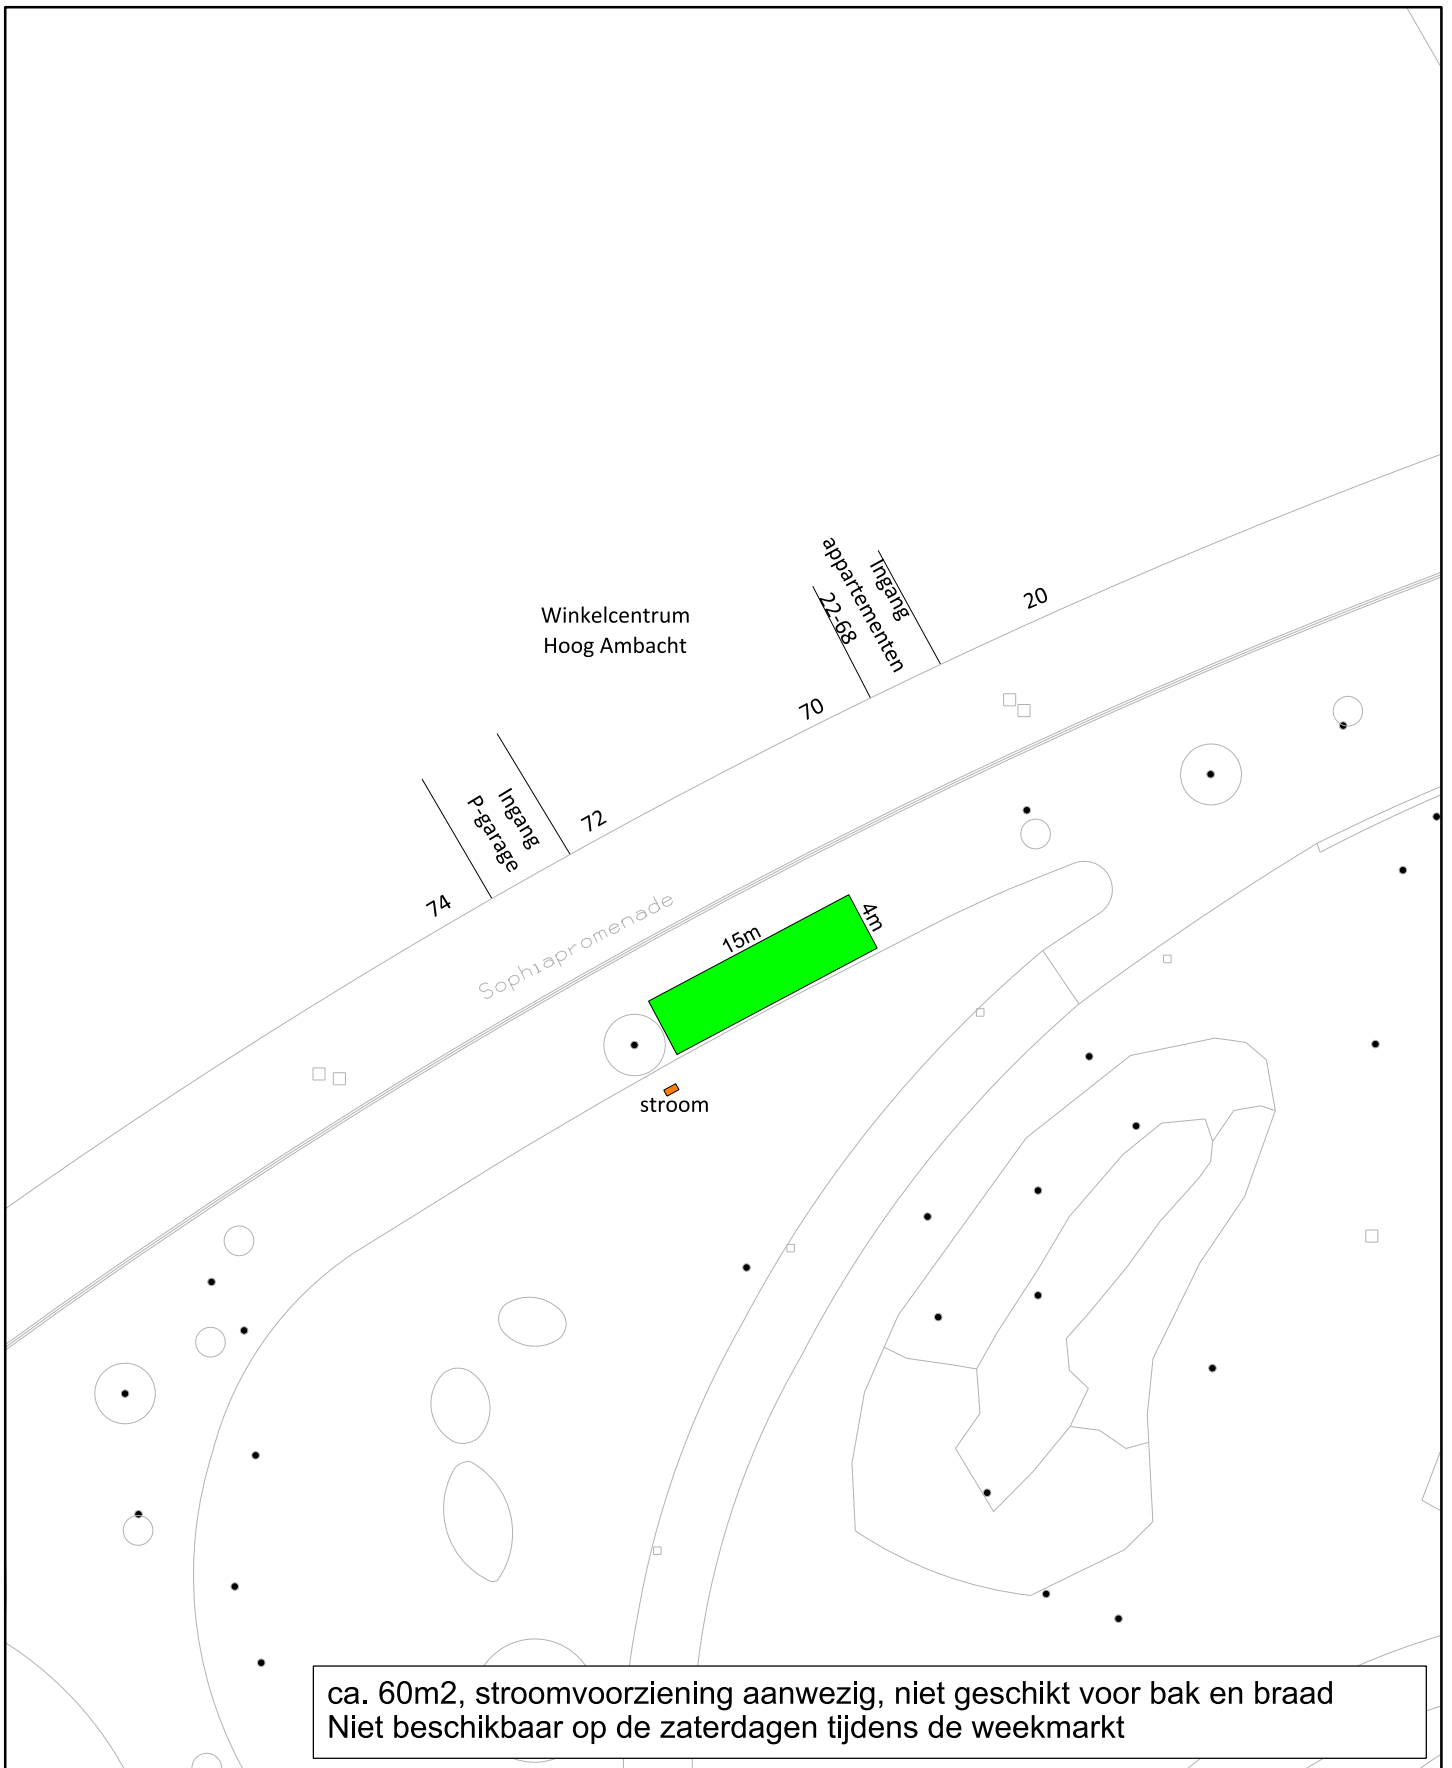 Winkelcentrum
Hoog Ambacht
Ingang
appartementen
22-68
20
70
72
Ingang
P-garage
74
Sophiapromenade
15m
4m
stroom
ca. 60m2, stroomvoorziening aanwezig, niet geschikt voor bak en braad
Niet beschikbaar op de zaterdagen tijdens de weekmarkt